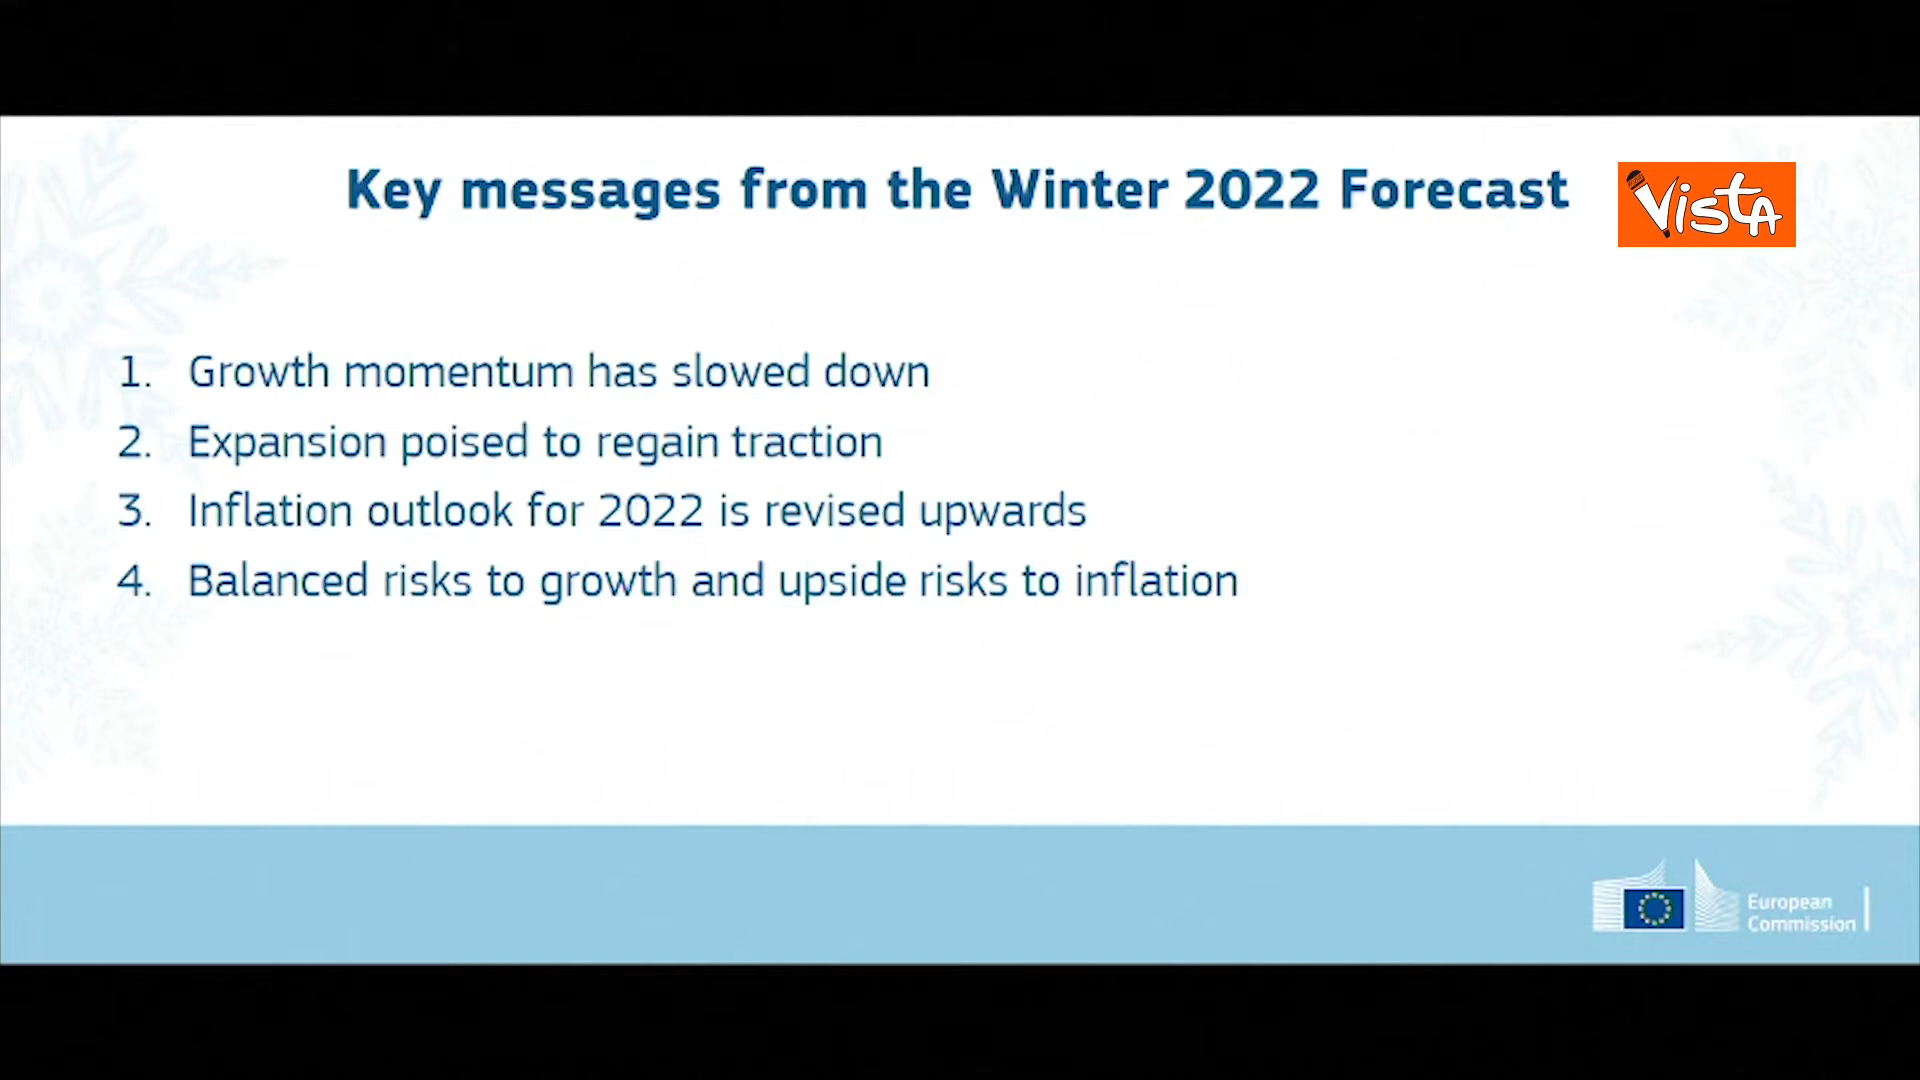 Key messages from the Winter 2022 Forecast
VISTA
1. Growth momentum has slowed down
2. Expansion poised to regain traction
3. Inflation outlook for 2022 is revised upwards
4. Balanced risks to growth and upside risks to inflation
European
Commission